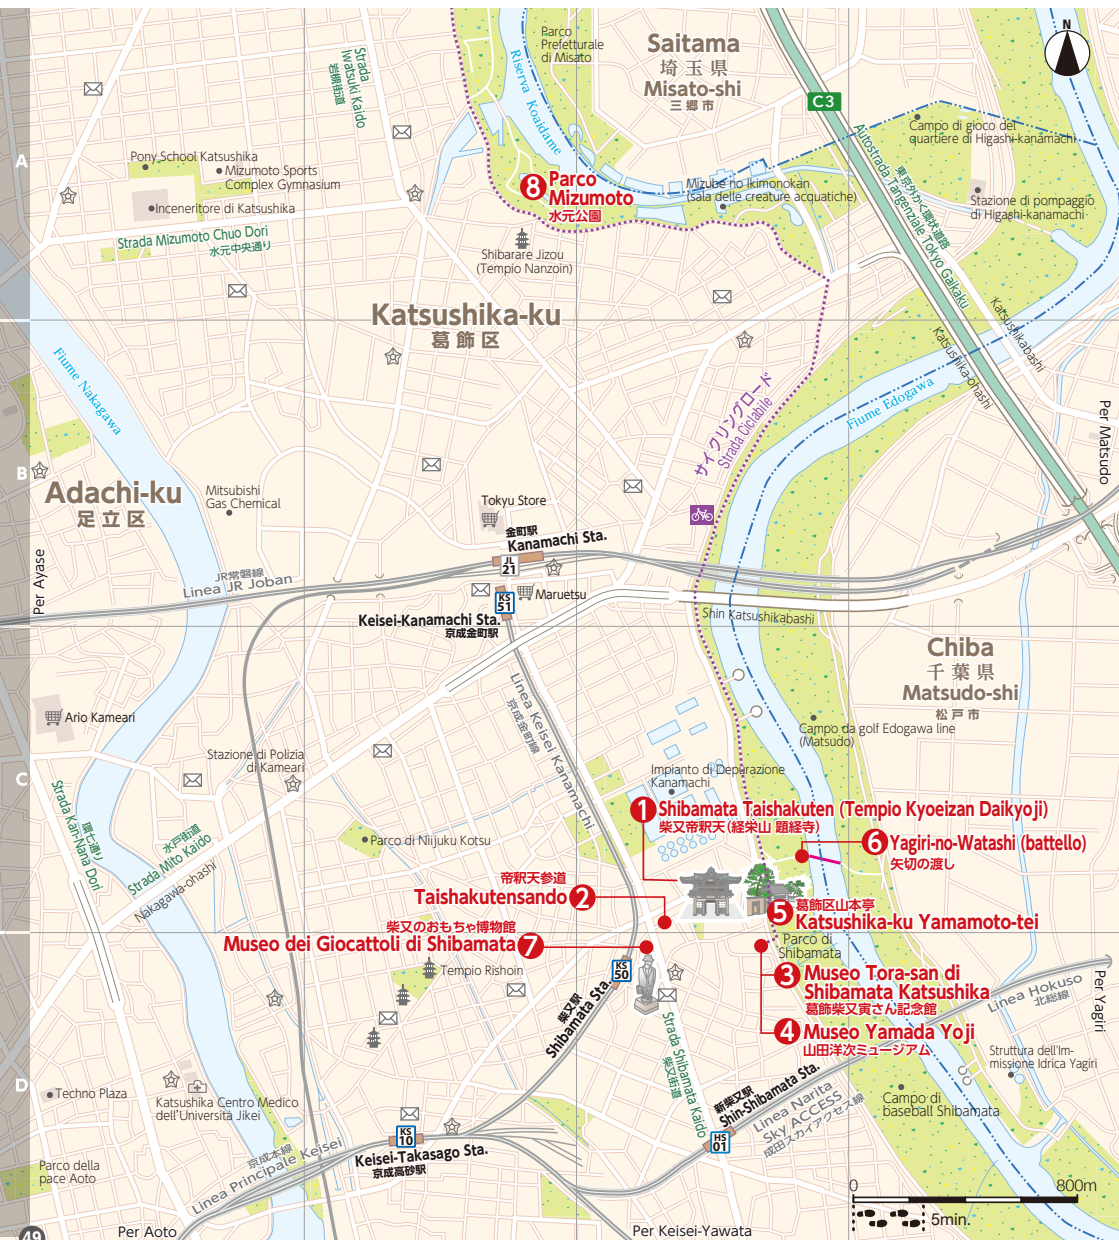 Parco
Prefetturale
di Misato
Saitama
埼玉県
Misato-shi
三郷市
N
Strada
Iwatsuki Kaido
岩槻街道
Riserva Koaidame
C3
Campo di gioco del
quartiere di Higashi-kanamachi
Autostrada Tangenziale Tokyo Gaikaku
東京外かく環状道路
A
Pony School Katsushika
Mizumoto Sports
Complex Gymnasium
Inceneritore di Katsushika
8
Parco
Mizumoto
水元公園
Mizube no Ikimonokan
(sala delle creature acquatiche)
Stazione di pompaggio
di Higashi-kanamachi
Strada Mizumoto Chuo Dori
水元中央通り
Shibarare Jizou
(Tempio Nanzoin)
Katsushika-ku
葛飾区
Katsushikabashi
Katsushika-ohashi
Fiume Nakagawa
サイクリングロード
Strada Ciclabile
Fiume Edogawa
Per Matsudo
B
Adachi-ku
足立区
Mitsubishi
Gas Chemical
Tokyu Store
金町駅
Kanamachi Sta.
JL
21
Per Ayase
JR常磐線
Linea JR Joban
KS
51
Maruetsu
Keisei-Kanamachi Sta.
京成金町駅
Shin Katsushikabashi
Chiba
千葉県
Matsudo-shi
松戸市
Linea Keisei Kanamachi
京成金町線
Ario Kameari
Campo da golf Edogawa line
(Matsudo)
Stazione di Polizia
di Kameari
C
Impianto di Depurazione
Kanamachi
Strada Kan-Nana Dori
環七通り
水戸街道
Strada Mito Kaido
Nakagawa-ohashi
Parco di Niijuku Kotsu
1
Shibamata Taishakuten (Tempio Kyoeizan Daikyoji)
柴又帝釈天(経栄山 題経寺)
6
Yagiri-no-Watashi (battello)
矢切の渡し
帝釈天参道
Taishakutensando
2
5
葛飾区山本亭
Katsushika-ku Yamamoto-tei
柴又のおもちゃ博物館
Museo dei Giocattoli di Shibamata
7
Parco di
Shibamata
Tempio Rishoin
KS
50
柴又駅
Shibamata Sta.
3
Museo Tora-san di
Shibamata Katsushika
葛飾柴又寅さん記念館
4
Museo Yamada Yoji
山田洋次ミュージアム
Linea Hokuso
北総線
Per Yagiri
Strada Shibamata Kaido
柴又街道
D
Techno Plaza
Katsushika Centro Medico
dell'Università Jikei
新柴又駅
Shin-Shibamata Sta.
Linea Narita
Sky ACCESS
成田スカイアクセス線
Struttura dell'Im-
missione Idrica Yagiri
Campo di
baseball Shibamata
KS
10
Keisei-Takasago Sta.
京成高砂駅
HS
01
京成本線
Linea Principale Keisei
Parco della
pace Aoto
0
800m
5min.
49
Per Aoto
Per Keisei-Yawata